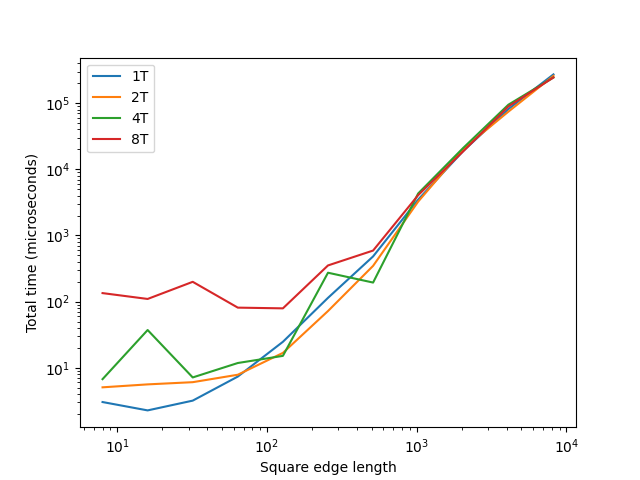 1T
2T
4T
8T
10^5
10^4
10^3
10^2
10^1
Total time (microseconds)
10^1 10^2 10^3 10^4
Square edge length